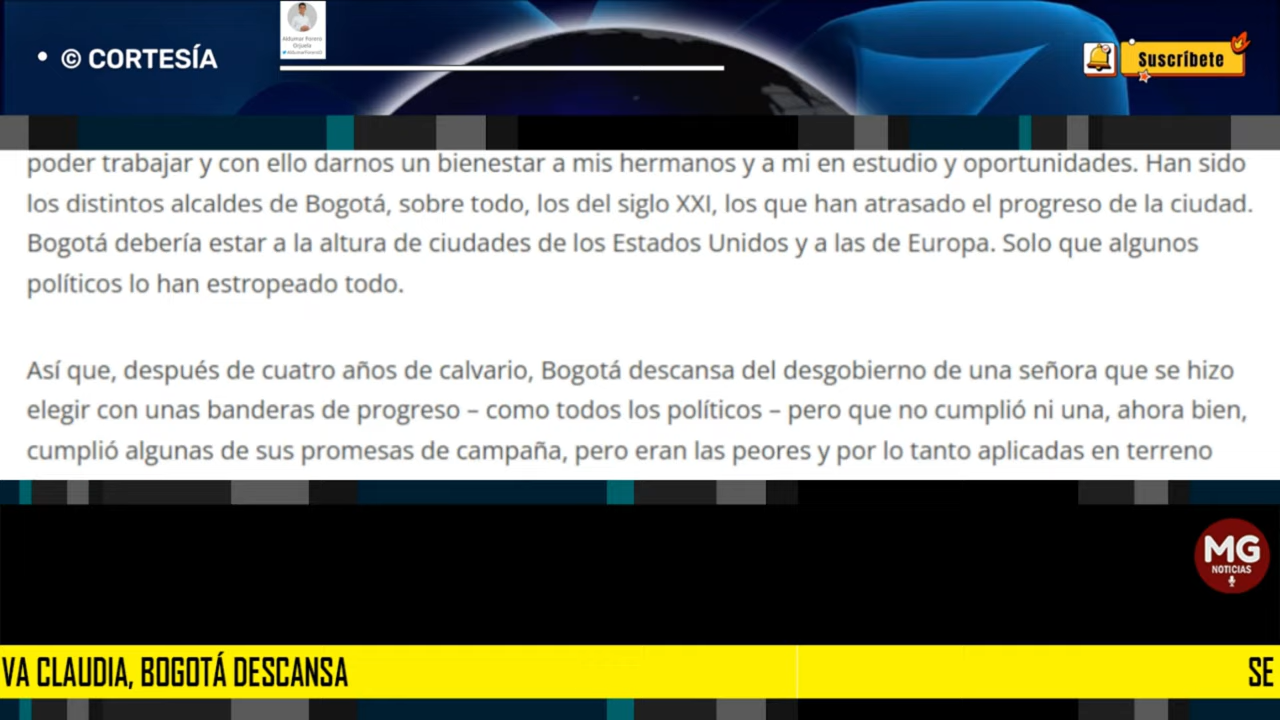 • © CORTESÍA
Suscríbete
poder trabajar y con ello darnos un bienestar a mis hermanos y a mi en estudio y oportunidades. Han sido
los distintos alcaldes de Bogotá, sobre todo, los del siglo XXI, los que han atrasado el progreso de la ciudad.
Bogotá debería estar a la altura de ciudades de los Estados Unidos y a las de Europa. Solo que algunos
políticos lo han estropeado todo.
Así que, después de cuatro años de calvario, Bogotá descansa del desgobierno de una señora que se hizo
elegir con unas banderas de progreso – como todos los políticos – pero que no cumplió ni una, ahora bien,
cumplió algunas de sus promesas de campaña, pero eran las peores y por lo tanto aplicadas en terreno
MG
NOTICIAS
VA CLAUDIA, BOGOTÁ DESCANSA
SE